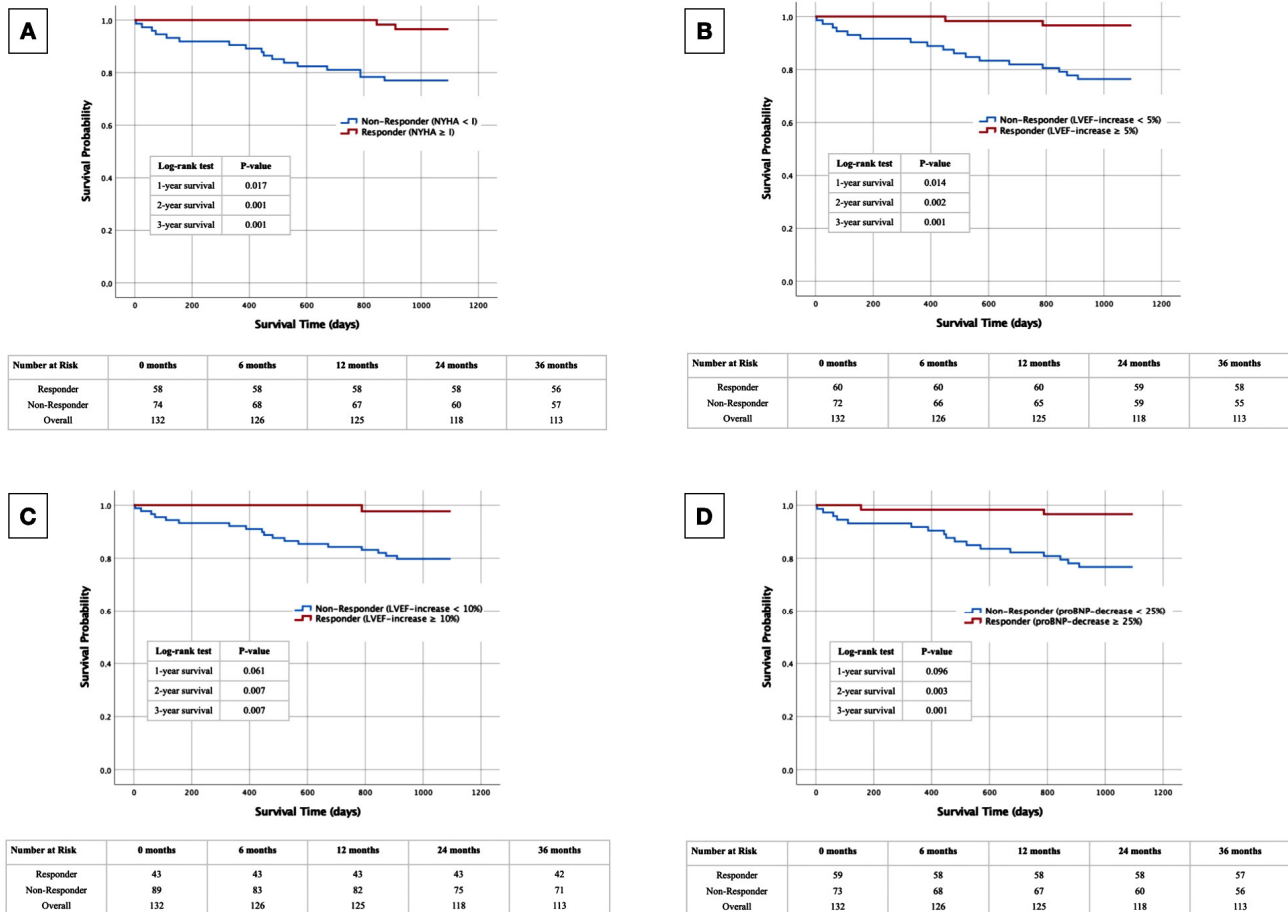 A
1.0
0.8
0.6
0.4
0.2
0.0
Survival Probability
Non-Responder (NYHA < I)
Responder (NYHA ≥ I)
Log-rank test P-value
1-year survival 0.017
2-year survival 0.001
3-year survival 0.001
0 200 400 600 800 1000 1200
Survival Time (days)
Number at Risk 0 months 6 months 12 months 24 months 36 months
Responder 58 58 58 58 56
Non-Responder 74 68 67 60 57
Overall 132 126 125 118 113
B
1.0
0.8
0.6
0.4
0.2
0.0
Survival Probability
Non-Responder (LVEF-increase < 5%)
Responder (LVEF-increase ≥ 5%)
Log-rank test P-value
1-year survival 0.014
2-year survival 0.002
3-year survival 0.001
0 200 400 600 800 1000 1200
Survival Time (days)
Number at Risk 0 months 6 months 12 months 24 months 36 months
Responder 60 60 60 59 58
Non-Responder 72 66 65 59 55
Overall 132 126 125 118 113
C
1.0
0.8
0.6
0.4
0.2
0.0
Survival Probability
Non-Responder (LVEF-increase < 10%)
Responder (LVEF-increase ≥ 10%)
Log-rank test P-value
1-year survival 0.061
2-year survival 0.007
3-year survival 0.007
0 200 400 600 800 1000 1200
Survival Time (days)
Number at Risk 0 months 6 months 12 months 24 months 36 months
Responder 43 43 43 43 42
Non-Responder 89 83 82 75 71
Overall 132 126 125 118 113
D
1.0
0.8
0.6
0.4
0.2
0.0
Survival Probability
Non-Responder (proBNP-decrease < 25%)
Responder (proBNP-decrease ≥ 25%)
Log-rank test P-value
1-year survival 0.096
2-year survival 0.003
3-year survival 0.001
0 200 400 600 800 1000 1200
Survival Time (days)
Number at Risk 0 months 6 months 12 months 24 months 36 months
Responder 59 58 58 58 57
Non-Responder 73 68 67 60 56
Overall 132 126 125 118 113